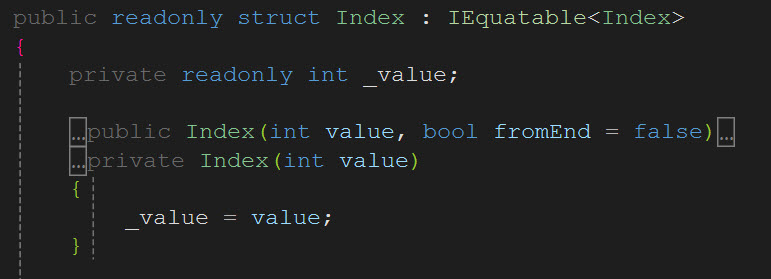 public readonly struct Index : IEquatable<Index>
{
private readonly int _value;
...public Index(int value, bool fromEnd = false)...
...private Index(int value)
{
_value = value;
}